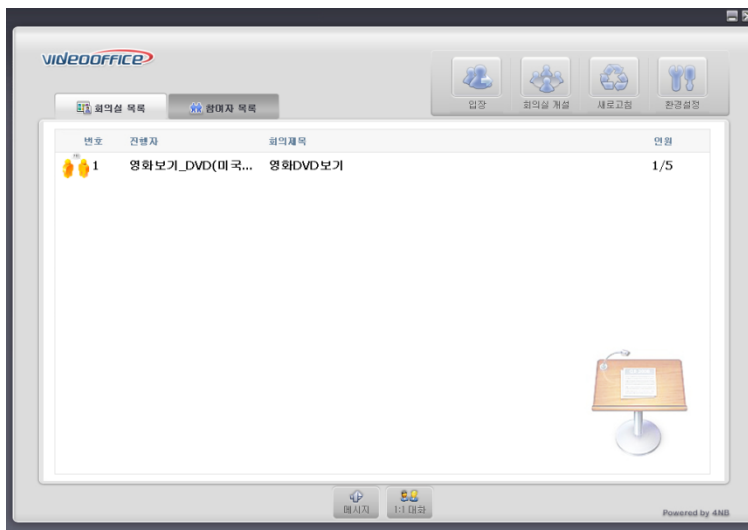 VIDEOOFFICE
입장 회의실 개설 새로고침 환경설정
회의실 목록 참여자 목록
번호 진행자 회의제목 인원
1 영화보기_DVD(미국... 영화DVD보기 1/5
메시지 1:1 대화
Powered by 4NB